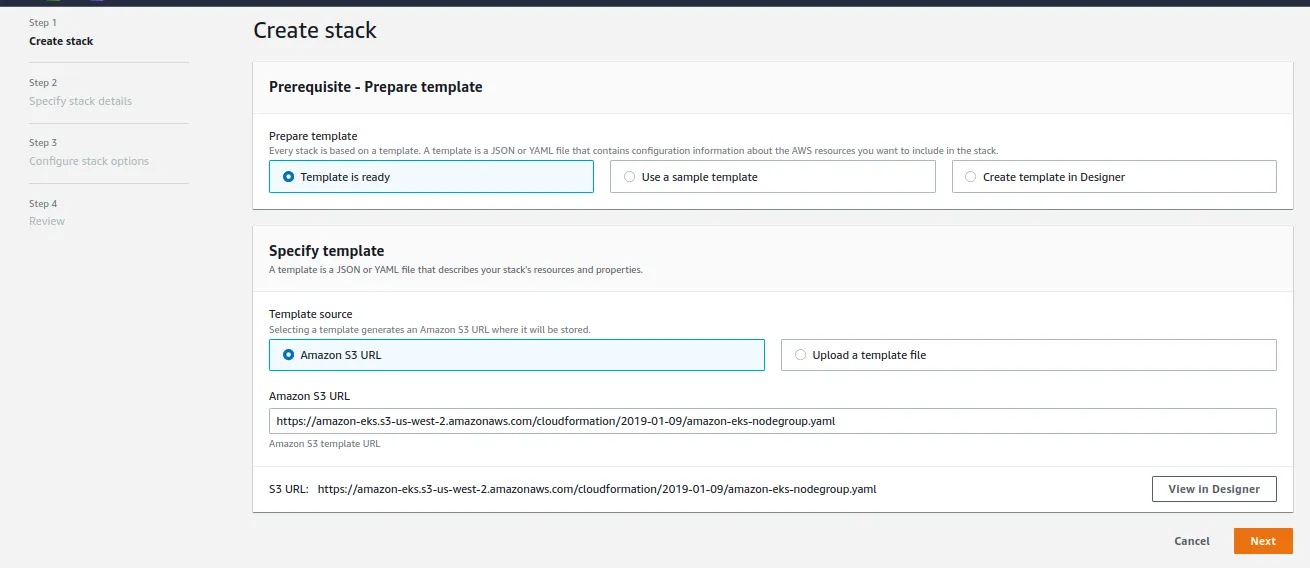 Step 1
Create stack
Step 2
Specify stack details
Step 3
Configure stack options
Step 4
Review
Create stack
Prerequisite - Prepare template
Prepare template
Every stack is based on a template. A template is a JSON or YAML file that contains configuration information about the AWS resources you want to include in the stack.
Template is ready
Use a sample template
Create template in Designer
Specify template
A template is a JSON or YAML file that describes your stack's resources and properties.
Template source
Selecting a template generates an Amazon S3 URL where it will be stored.
Amazon S3 URL
Upload a template file
Amazon S3 URL
https://amazon-eks.s3-us-west-2.amazonaws.com/cloudformation/2019-01-09/amazon-eks-nodegroup.yaml
Amazon S3 template URL
S3 URL: https://amazon-eks.s3-us-west-2.amazonaws.com/cloudformation/2019-01-09/amazon-eks-nodegroup.yaml
View in Designer
Cancel
Next